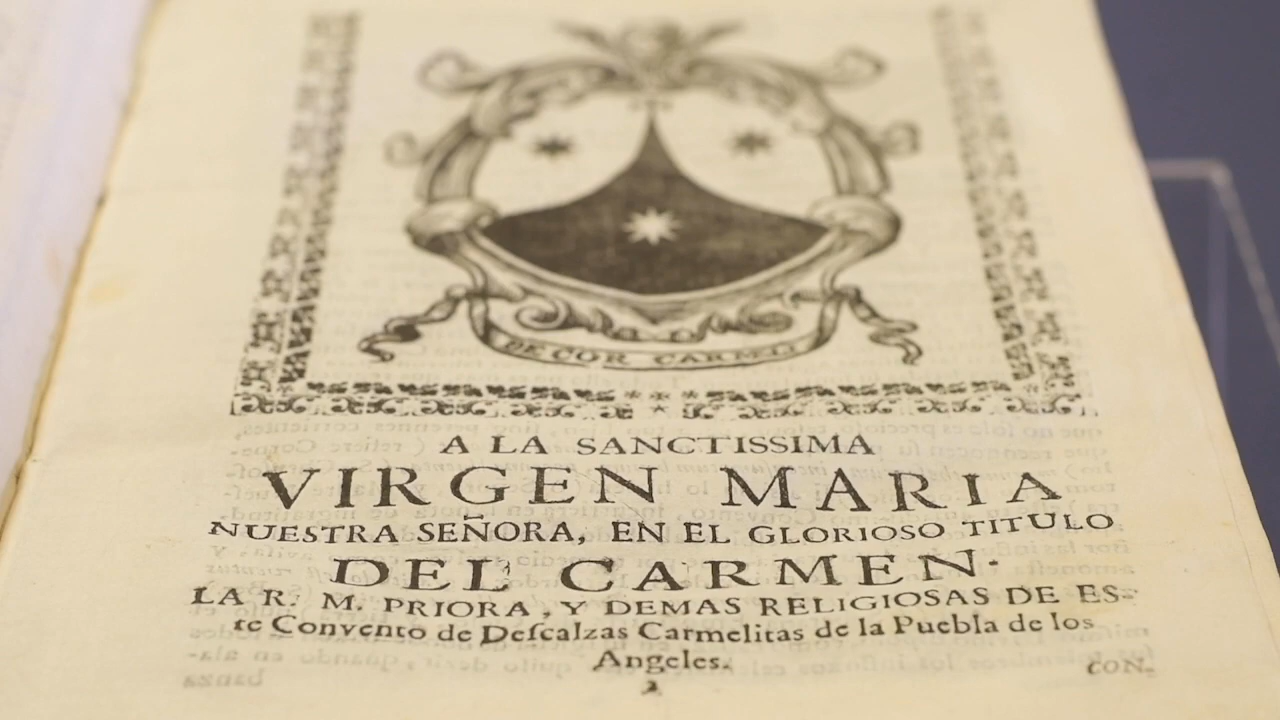 DECOR CARMELI
A LA SANCTISSIMA
VIRGEN MARIA
NUESTRA SEÑORA, EN EL GLORIOSO TITULO
DEL CARMEN.
LA R. M. PRIORA, Y DEMAS RELIGIOSAS DE ES-
te Convento de Deſcalzas Carmelitas de la Puebla de los
Angeles.
2
CON-